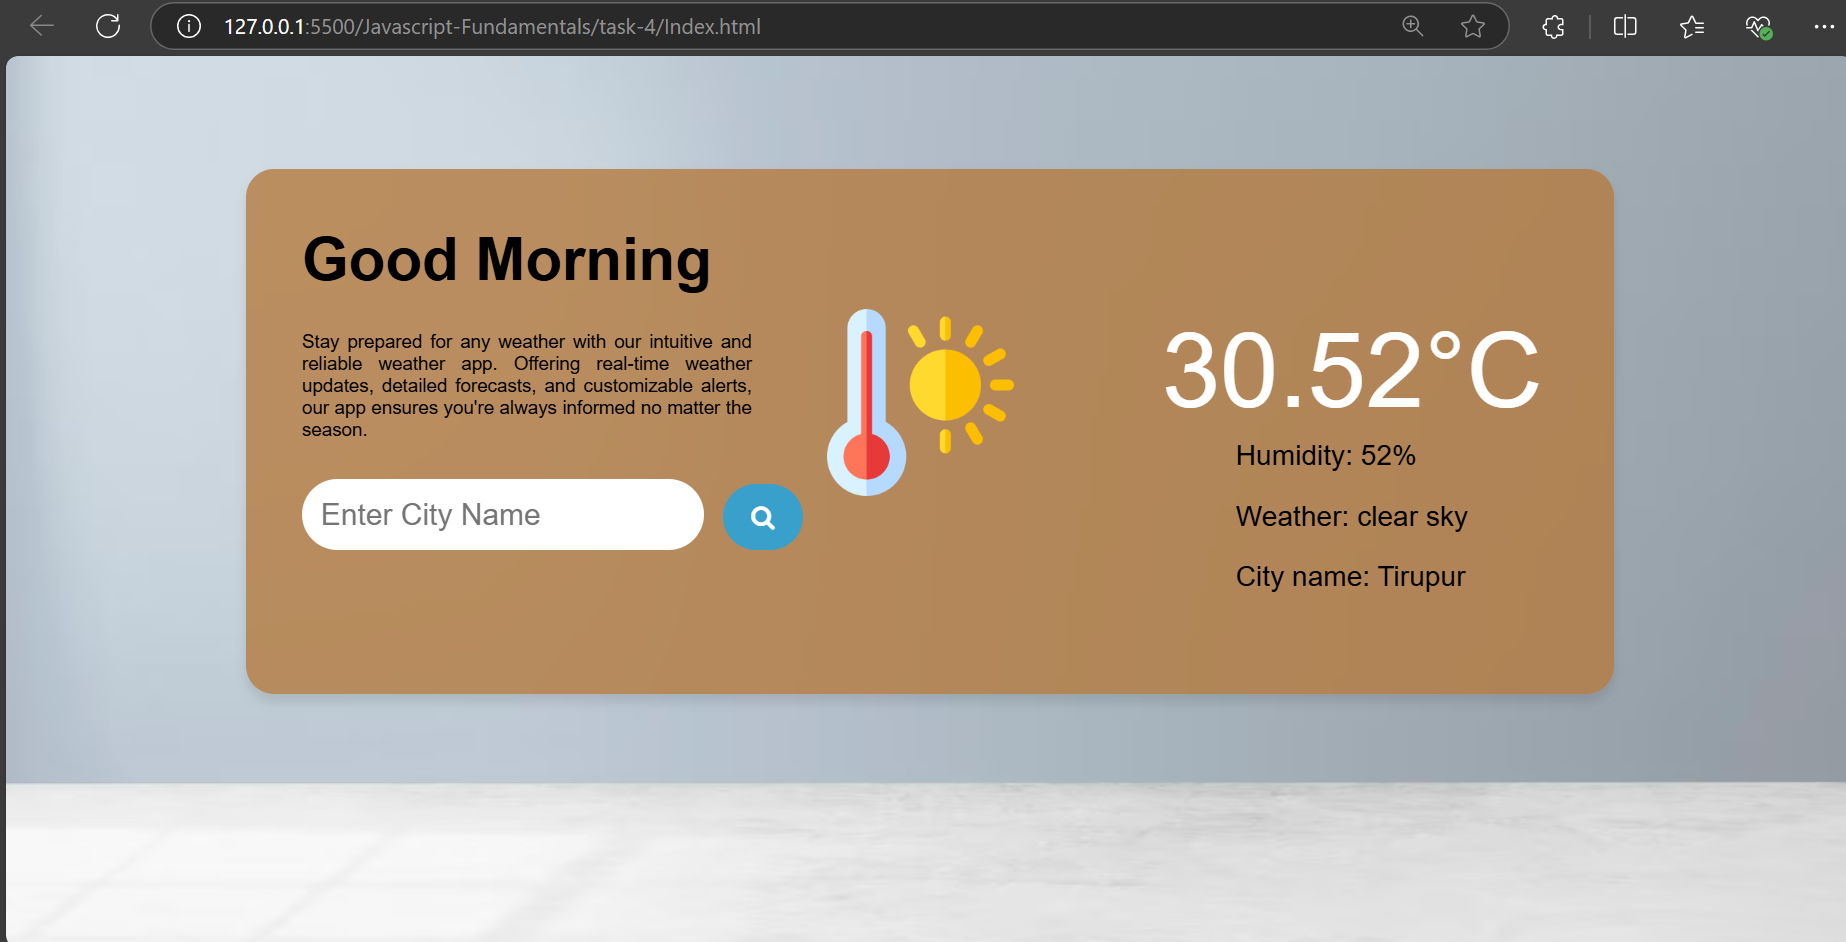 127.0.0.1:5500/Javascript-Fundamentals/task-4/Index.html
Good Morning
Stay prepared for any weather with our intuitive and
reliable weather app. Offering real-time weather
updates, detailed forecasts, and customizable alerts,
our app ensures you're always informed no matter the
season.
Enter City Name
30.52°C
Humidity: 52%
Weather: clear sky
City name: Tirupur